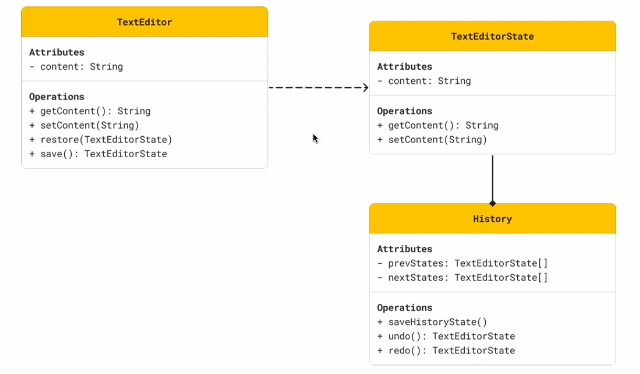 TextEditor
Attributes
- content: String
Operations
+ getContent(): String
+ setContent(String)
+ restore(TextEditorState)
+ save(): TextEditorState
TextEditorState
Attributes
- content: String
Operations
+ getContent(): String
+ setContent(String)
History
Attributes
- prevStates: TextEditorState[]
- nextStates: TextEditorState[]
Operations
+ saveHistoryState()
+ undo(): TextEditorState
+ redo(): TextEditorState